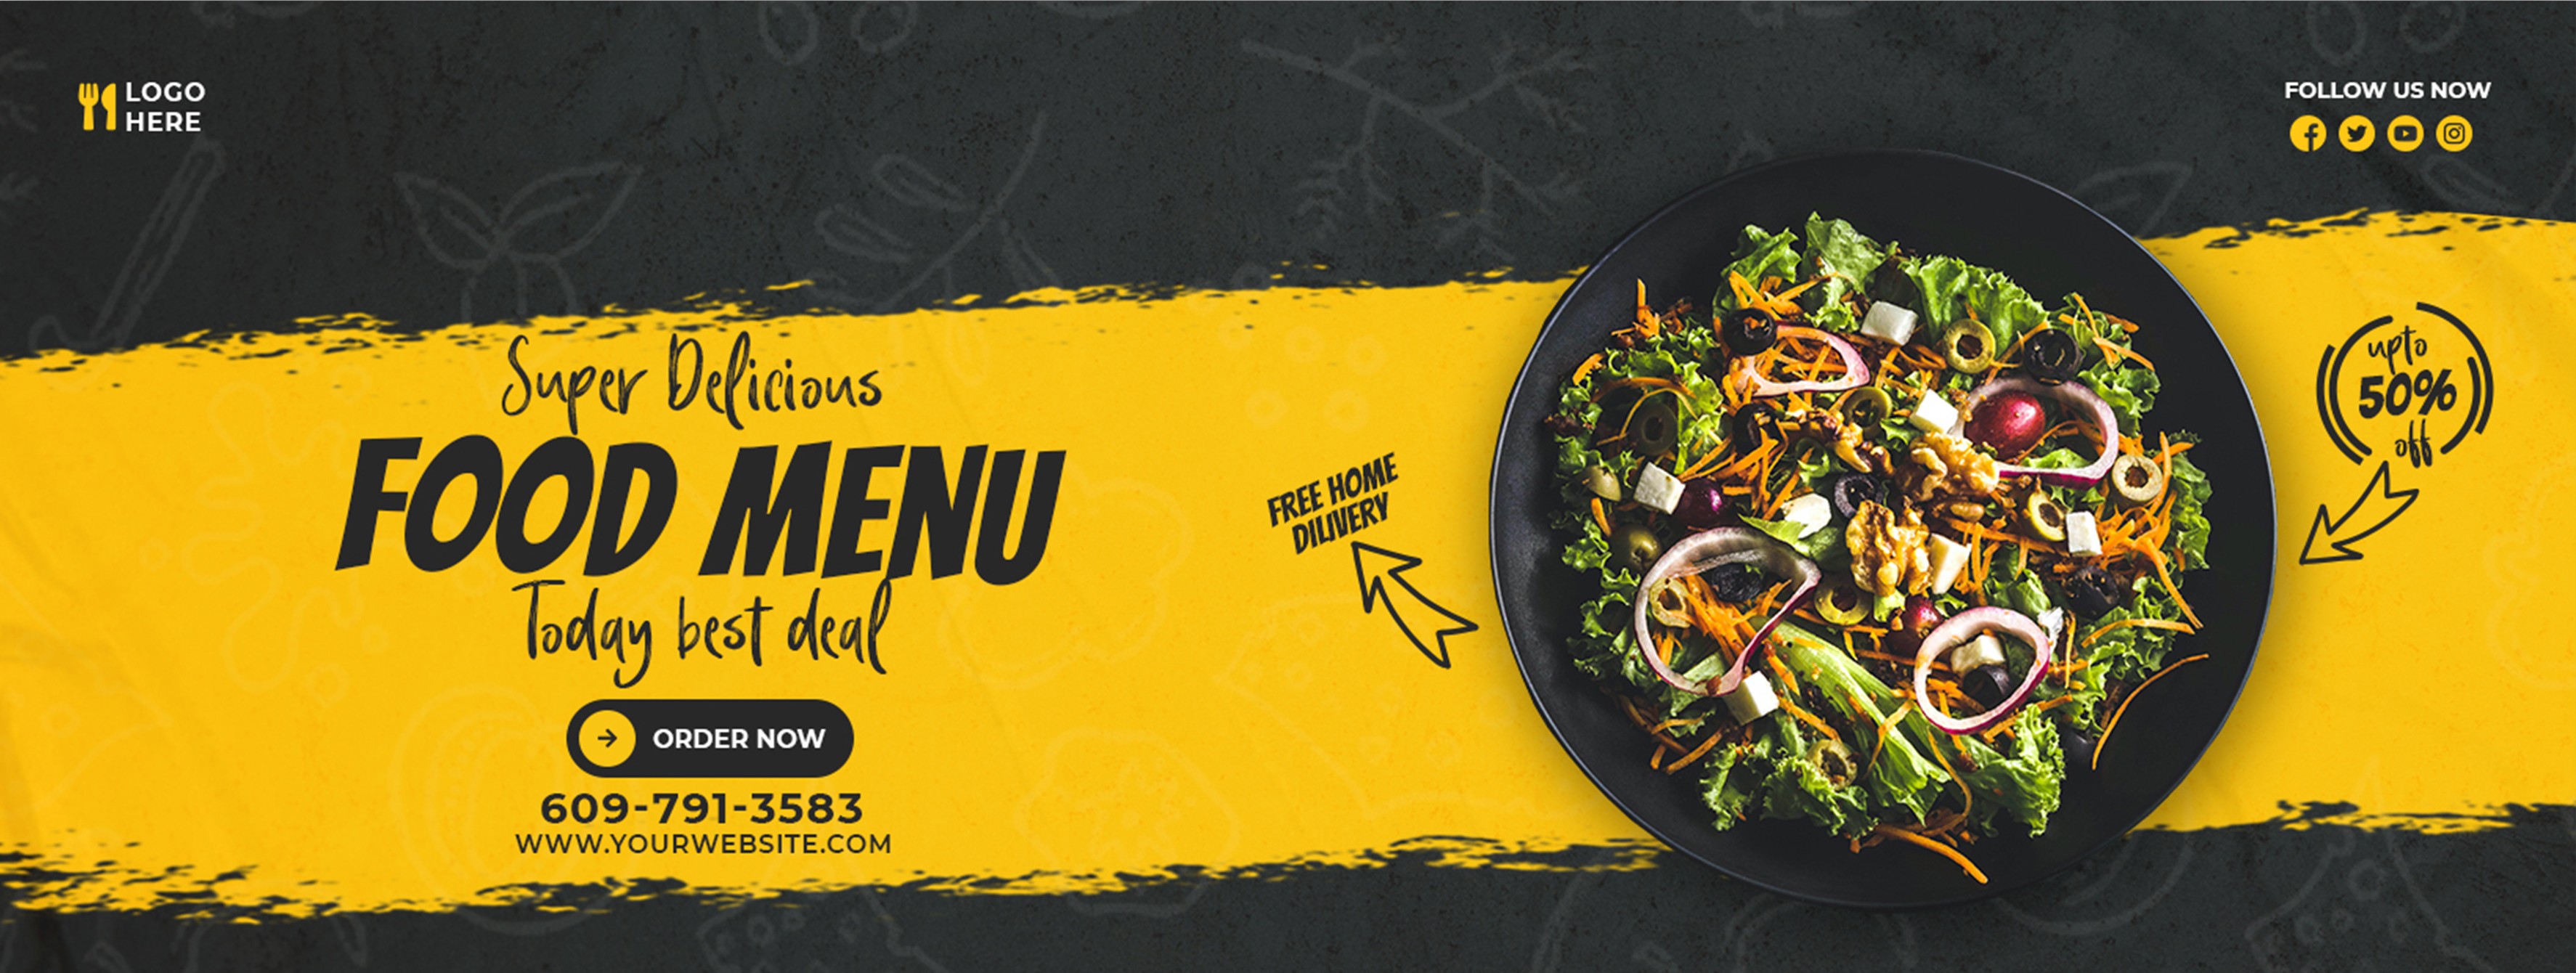 LOGO
HERE
FOLLOW US NOW
Super Delicious
FOOD MENU
Today best deal
ORDER NOW
609-791-3583
WWW.YOURWEBSITE.COM
FREE HOME
DILIVERY
upto
50%
off